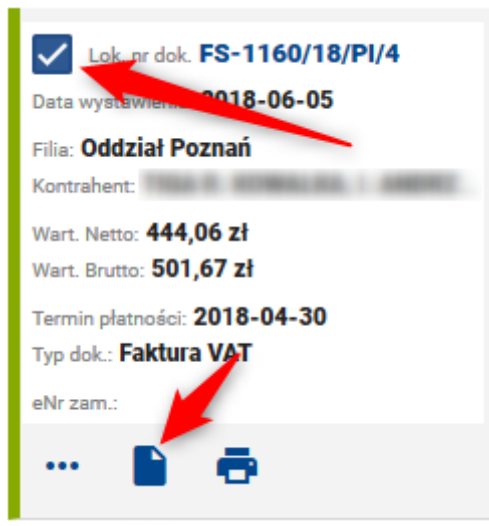 Lok. nr dok. FS-1160/18/PI/4
Data wystawienia: 2018-06-05
Filia: Oddział Poznań
Kontrahent:
Wart. Netto: 444,06 zł
Wart. Brutto: 501,67 zł
Termin płatności: 2018-04-30
Typ dok.: Faktura VAT
eNr zam.: